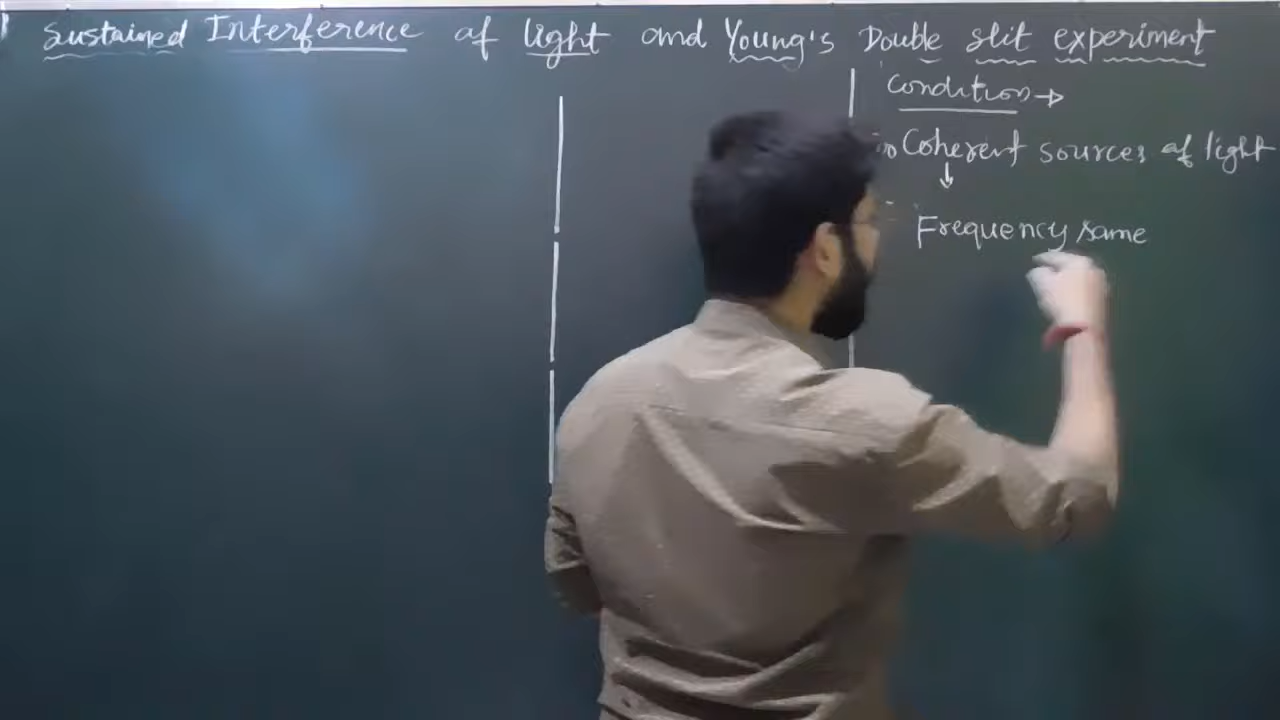 Sustained Interference of light and Young's Double slit experiment
Condition →
Coherent sources of light
↓
Frequency same